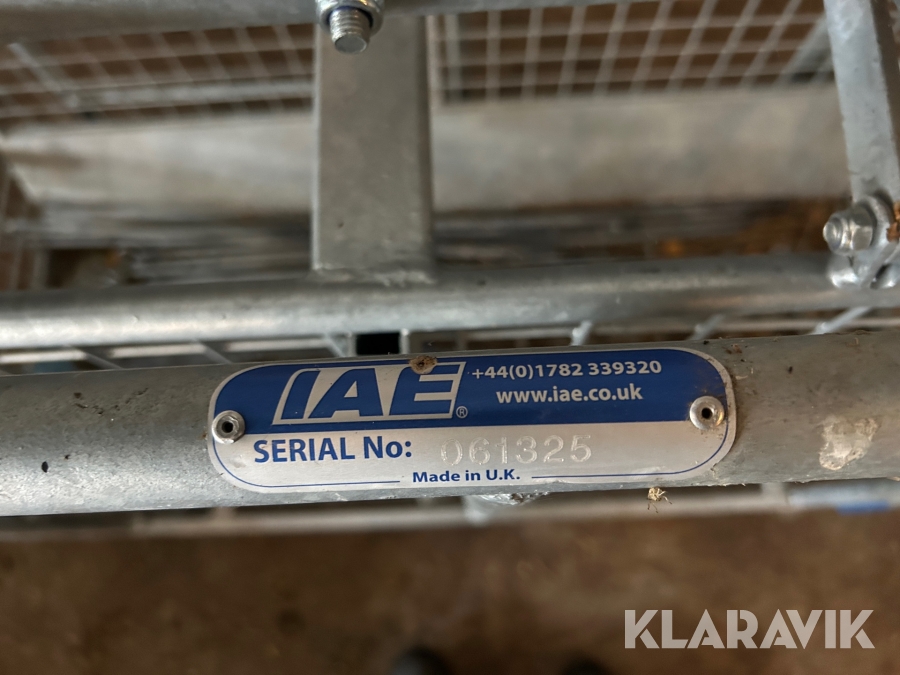 IAE®
+44(0)1782 339320
www.iae.co.uk
SERIAL No: 061325
Made in U.K.
KLARAVIK